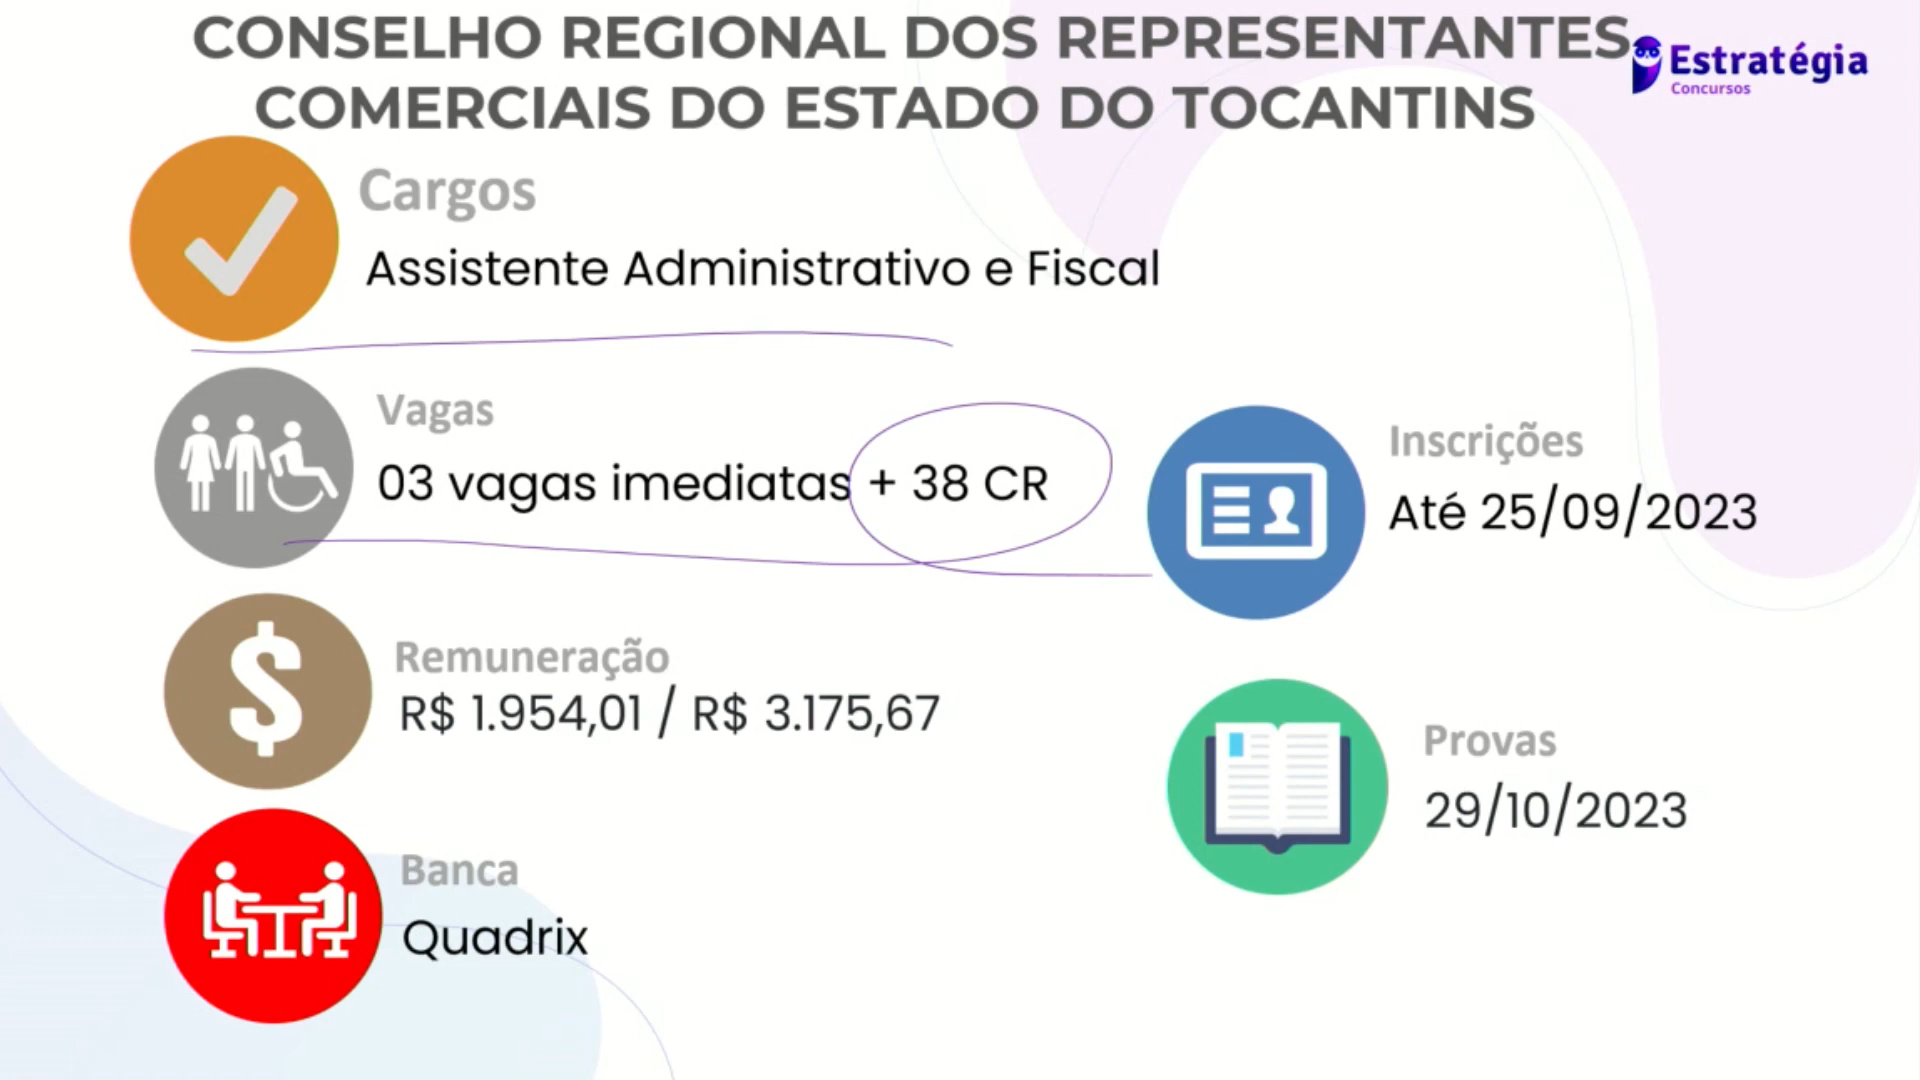 CONSELHO REGIONAL DOS REPRESENTANTES
COMERCIAIS DO ESTADO DO TOCANTINS
Estratégia
Concursos
Cargos
Assistente Administrativo e Fiscal
Vagas
03 vagas imediatas + 38 CR
Inscrições
Até 25/09/2023
Remuneração
R$ 1.954,01 / R$ 3.175,67
Provas
29/10/2023
Banca
Quadrix